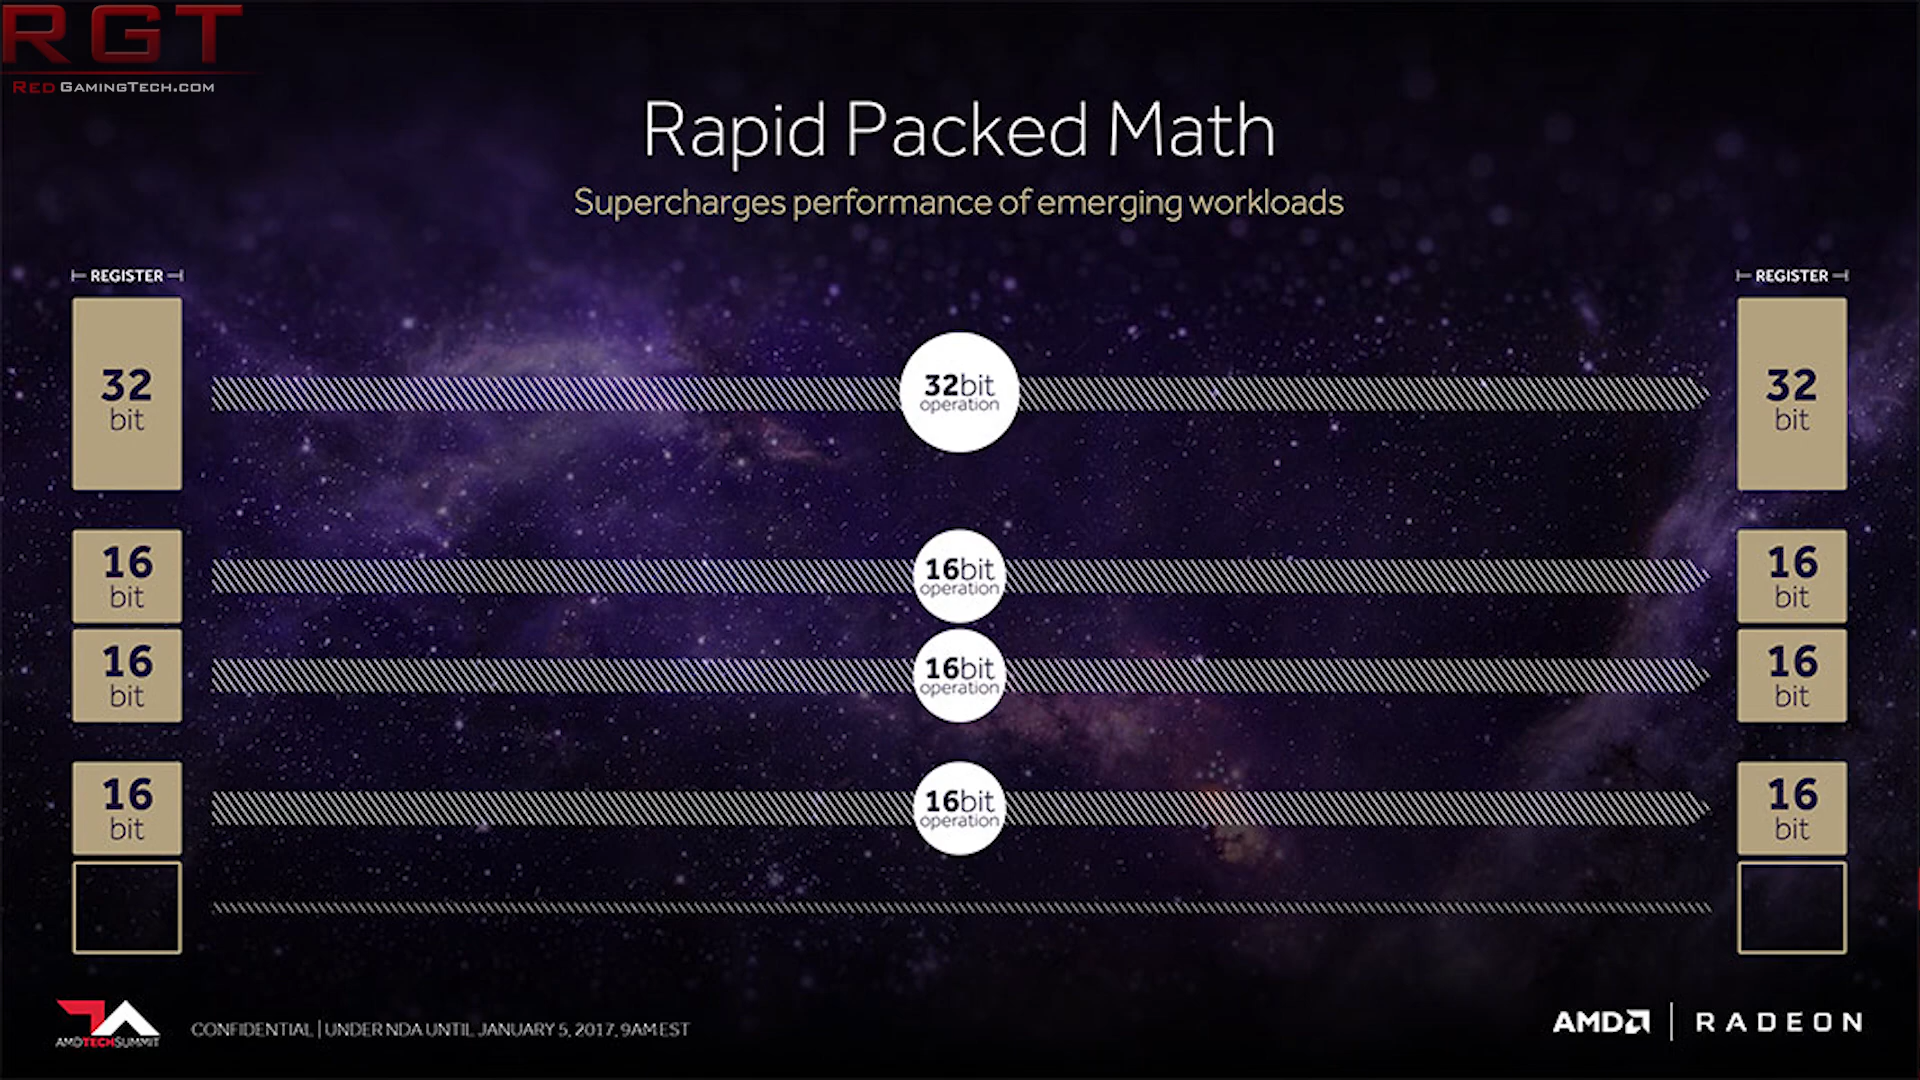 RGT
REDGAMINGTECH.COM
Rapid Packed Math
Supercharges performance of emerging workloads
REGISTER
REGISTER
32
bit
32bit
operation
32
bit
16
bit
16bit
operation
16
bit
16
bit
16bit
operation
16
bit
16
bit
16bit
operation
16
bit
AMDTECHSUMMIT
CONFIDENTIAL | UNDER NDA UNTIL JANUARY 5, 2017, 9AM EST
AMD | RADEON